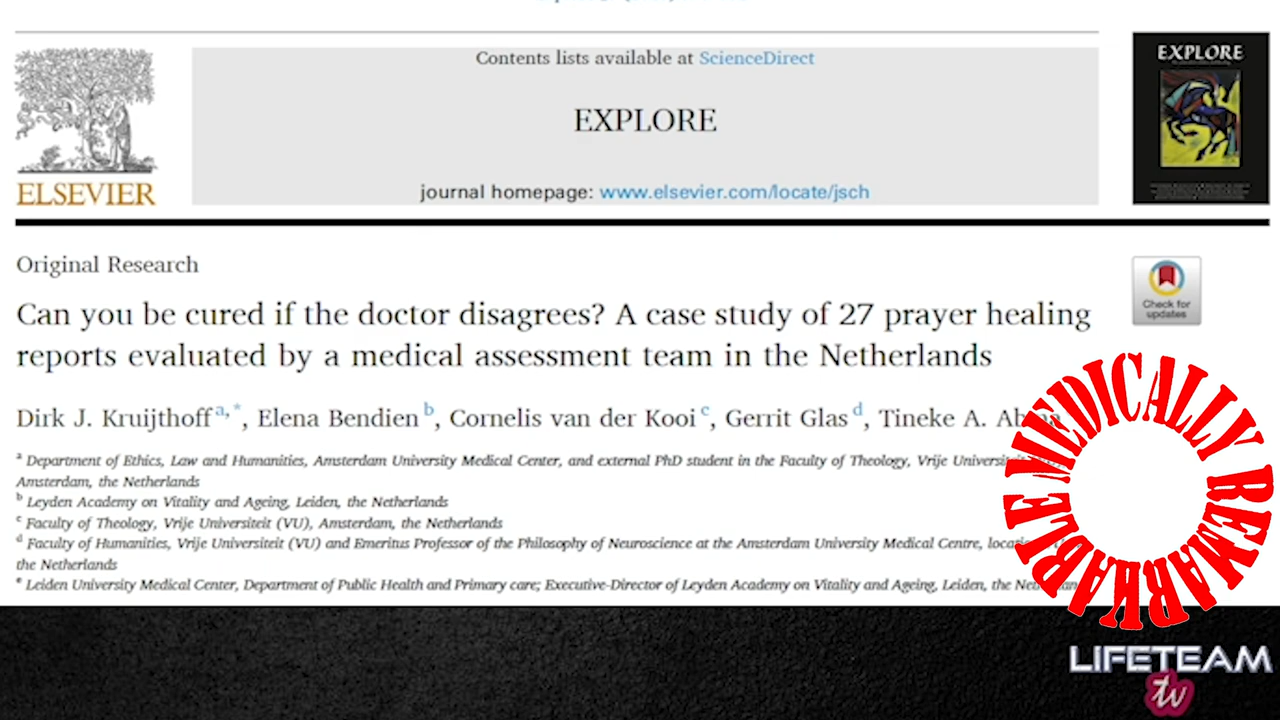 Contents lists available at ScienceDirect
EXPLORE
journal homepage: www.elsevier.com/locate/jsch
ELSEVIER
EXPLORE
Original Research
Check for
updates
Can you be cured if the doctor disagrees? A case study of 27 prayer healing
reports evaluated by a medical assessment team in the Netherlands
Dirk J. Kruijthoff a,*, Elena Bendien b, Cornelis van der Kooi c, Gerrit Glas d, Tineke A.
a Department of Ethics, Law and Humanities, Amsterdam University Medical Center, and external PhD student in the Faculty of Theology, Vrije
Amsterdam, the Netherlands
b Leyden Academy on Vitality and Ageing, Leiden, the Netherlands
c Faculty of Theology, Vrije Universiteit (VU), Amsterdam, the Netherlands
d Faculty of Humanities, Vrije Universiteit (VU) and Emeritus Professor of the Philosophy of Neuroscience at the Amsterdam University Medical Centre,
the Netherlands
e Leiden University Medical Center, Department of Public Health and Primary care; Executive-Director of Leyden Academy on Vitality and Ageing, Leiden, the
MEDICALLY REMARKABLE
LIFETEAM
tv